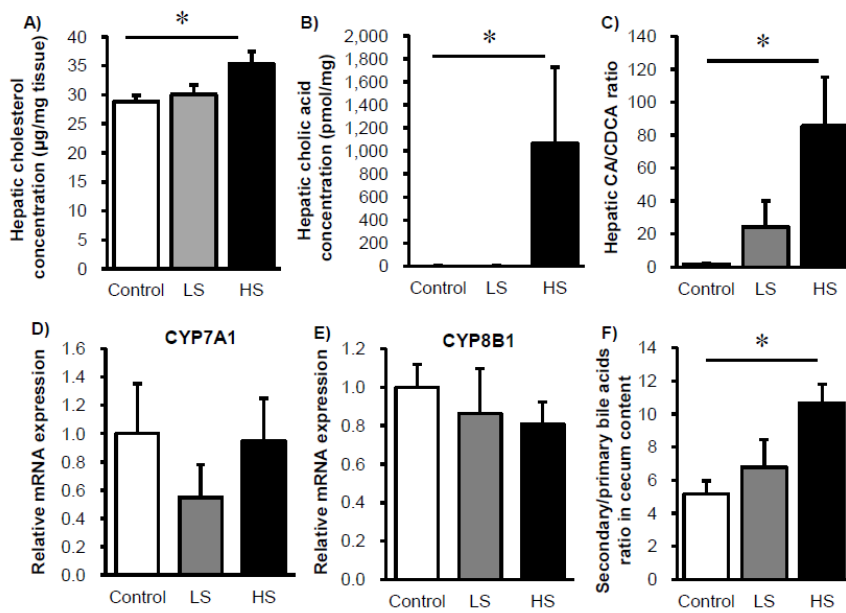 A)
*
Hepatic cholesterol
concentration (µg/mg tissue)
45
40
35
30
25
20
15
10
5
0
Control LS HS
B)
*
Hepatic cholic acid
concentration (pmol/mg)
2,000
1,800
1,600
1,400
1,200
1,000
800
600
400
200
0
Control LS HS
C)
*
Hepatic CA/CDCA ratio
140
120
100
80
60
40
20
0
Control LS HS
D)
CYP7A1
Relative mRNA expression
1.6
1.4
1.2
1.0
0.8
0.6
0.4
0.2
0.0
Control LS HS
E)
CYP8B1
Relative mRNA expression
1.2
1.0
0.8
0.6
0.4
0.2
0.0
Control LS HS
F)
*
Secondary/primary bile acids
ratio in cecum content
14
12
10
8
6
4
2
0
Control LS HS